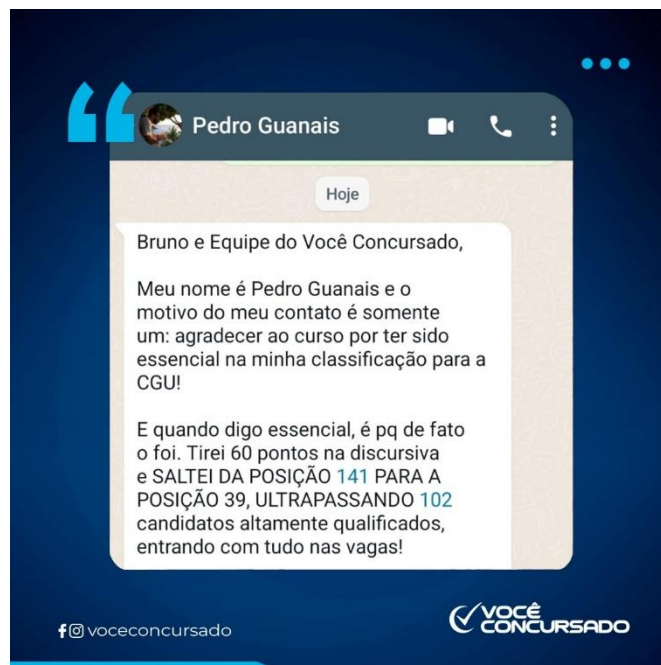 Pedro Guanais
Hoje
Bruno e Equipe do Você Concursado,
Meu nome é Pedro Guanais e o
motivo do meu contato é somente
um: agradecer ao curso por ter sido
essencial na minha classificação para a
CGU!
E quando digo essencial, é pq de fato
o foi. Tirei 60 pontos na discursiva
e SALTEI DA POSIÇÃO 141 PARA A
POSIÇÃO 39, ULTRAPASSANDO 102
candidatos altamente qualificados,
entrando com tudo nas vagas!
voceconcursado
VOCÊ
CONCURSADO